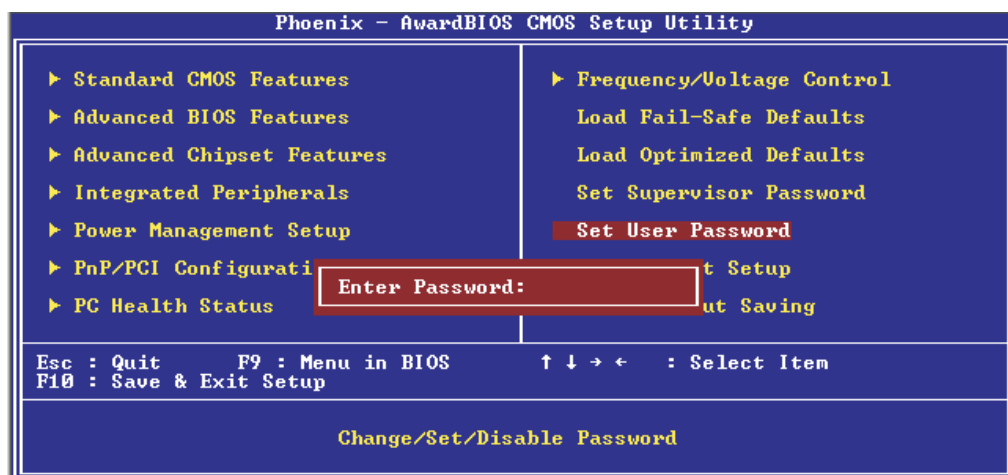 Phoenix - AwardBIOS CMOS Setup Utility
Standard CMOS Features
Advanced BIOS Features
Advanced Chipset Features
Integrated Peripherals
Power Management Setup
PnP/PCI Configurati
PC Health Status
Frequency/Voltage Control
Load Fail-Safe Defaults
Load Optimized Defaults
Set Supervisor Password
Set User Password
t Setup
ut Saving
Enter Password:
Esc : Quit F9 : Menu in BIOS ↑ ↓ → ← : Select Item
F10 : Save & Exit Setup
Change/Set/Disable Password